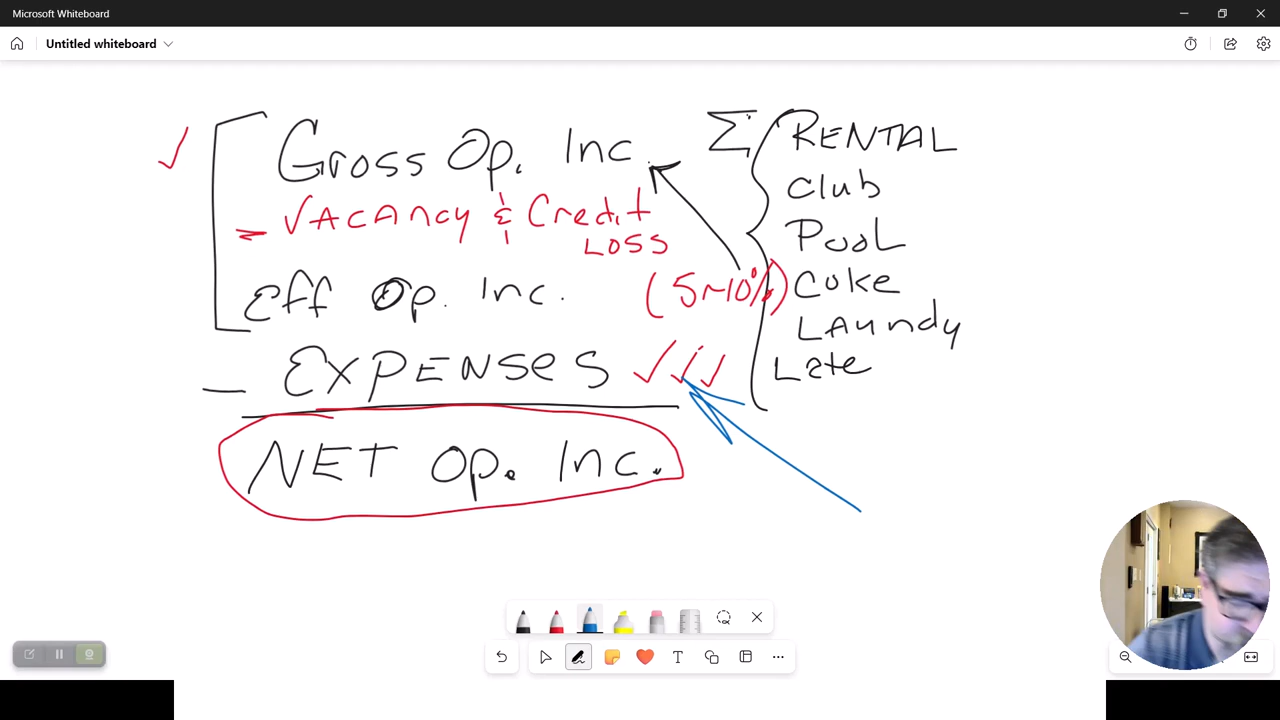 Microsoft Whiteboard
Untitled whiteboard
Gross Op. Inc.
- VACANCY & Credit
LOSS
(5~10%)
Eff Op. Inc.
- EXPENSES ✓✓✓
NET Op. Inc.
✓
Σ
RENTAL
Club
Pool
Coke
LAundy
Late
T